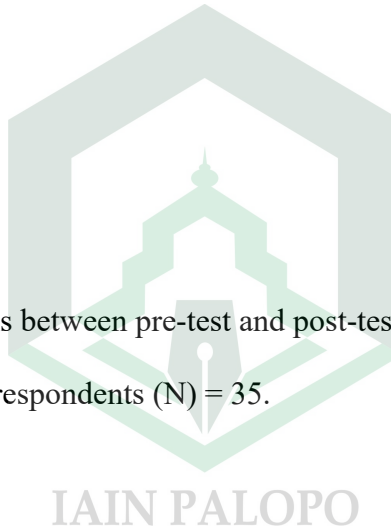 s between pre-test and post-tes
respondents (N) = 35.
IAIN PALOPO